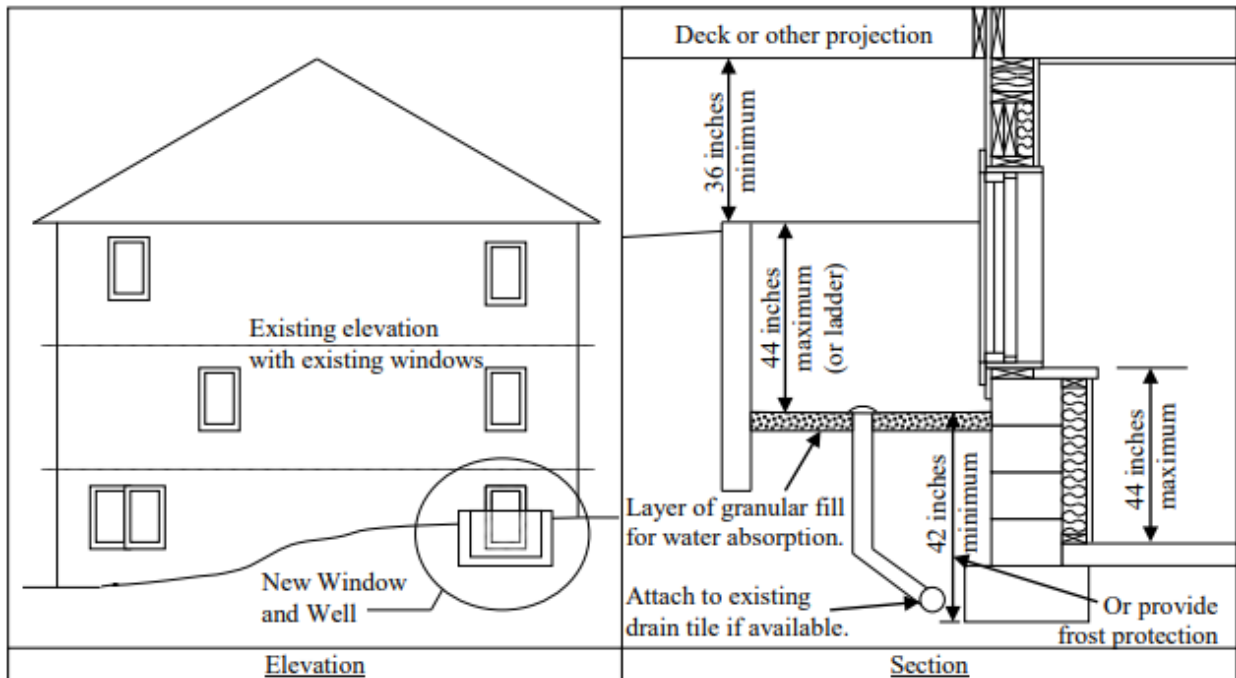 Existing elevation
with existing windows
New Window
and Well
Elevation
Deck or other projection
36 inches
minimum
44 inches
maximum
(or ladder)
Layer of granular fill
for water absorption.
42 inches
minimum
44 inches
maximum
Attach to existing
drain tile if available.
Or provide
frost protection
Section